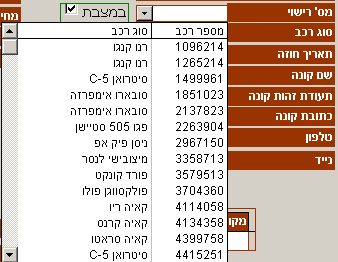 מס' רישוי
במצבת
מחי
סוג רכב
תאריך חוזה
שם קונה
תעודת זהות קונה
כתובת קונה
טלפון
נייד
מספר רכב סוג רכב
1096214 רנו קנגו
1265214 רנו קנגו
1499961 סיטרואן C-5
1851023 סובארו אימפרזה
2137823 סובארו אימפרזה
2263904 פגו 505 סטיישן
2967150 ניסן פיק אפ
3358713 מיצובישי לנסר
3579513 פורד קונקט
3704360 פולקסווגן פולו
4114058 קאיה ריו
4134358 קאיה קרנס
4399758 קאיה סראטו
4415251 סיטרואן C-5
מקו